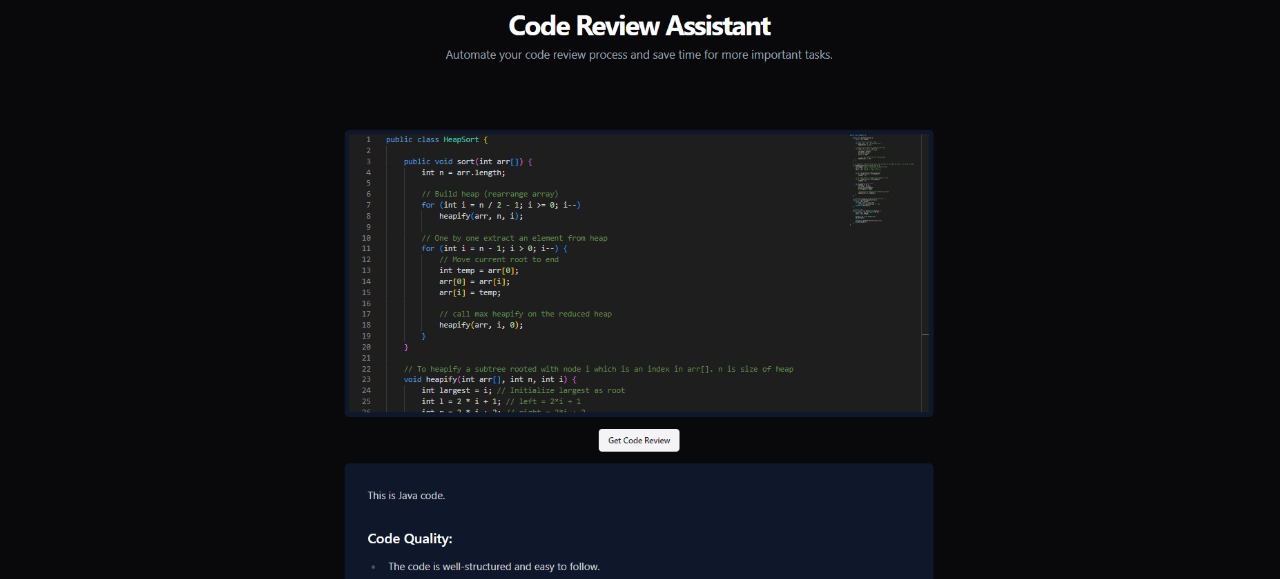 Code Review Assistant
Automate your code review process and save time for more important tasks.
1 public class HeapSort {
2
3 public void sort(int arr[]) {
4 int n = arr.length;
5
6 // Build heap (rearrange array)
7 for (int i = n / 2 - 1; i >= 0; i--)
8 heapify(arr, n, i);
9
10 // One by one extract an element from heap
11 for (int i = n - 1; i > 0; i--) {
12 // Move current root to end
13 int temp = arr[0];
14 arr[0] = arr[i];
15 arr[i] = temp;
16
17 // call max heapify on the reduced heap
18 heapify(arr, i, 0);
19 }
20 }
21
22 // To heapify a subtree rooted with node i which is an index in arr[]. n is size of heap
23 void heapify(int arr[], int n, int i) {
24 int largest = i; // Initialize largest as root
25 int l = 2 * i + 1; // left = 2*i + 1
26 int r = 2 * i + 2; // right = 2*i + 2
Get Code Review
This is Java code.
Code Quality:
• The code is well-structured and easy to follow.